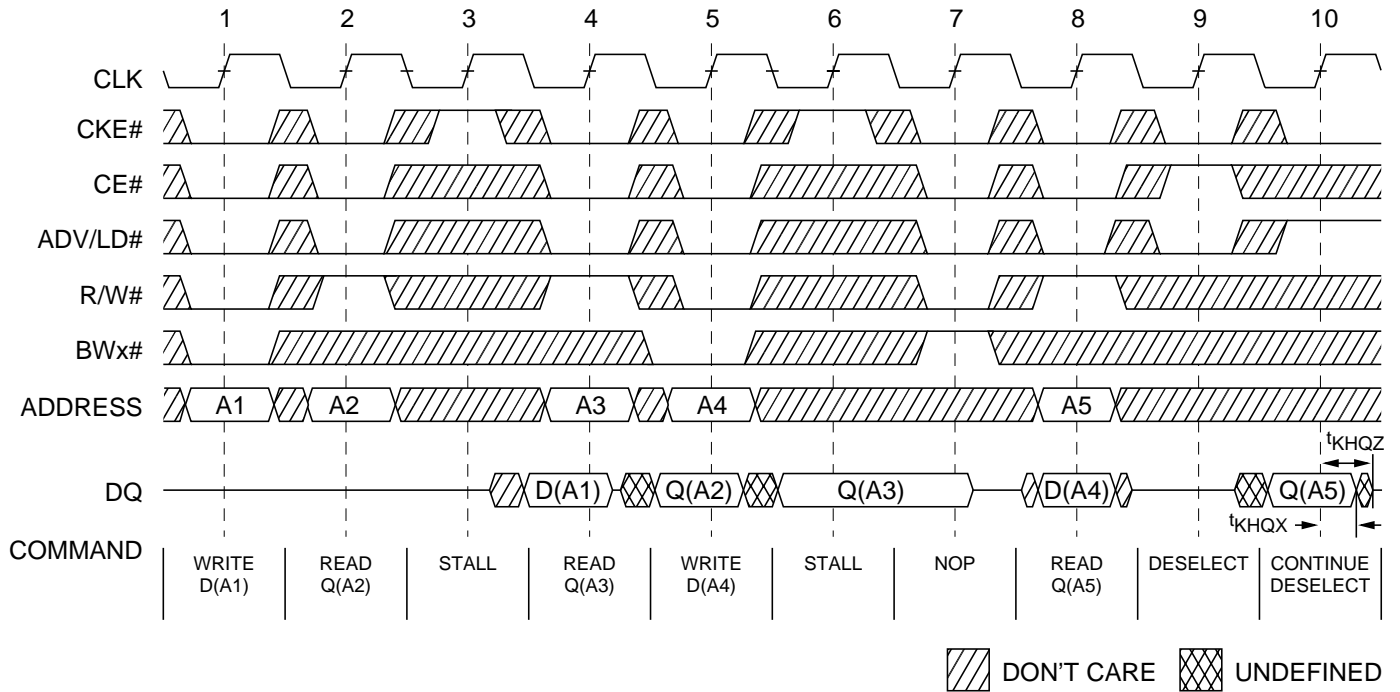 1 2 3 4 5 6 7 8 9 10
CLK
CKE#
CE#
ADV/LD#
R/W#
BWx#
ADDRESS A1 A2 A3 A4 A5
tKHQZ
DQ D(A1) Q(A2) Q(A3) D(A4) Q(A5)
tKHQX
COMMAND
WRITE READ STALL READ WRITE STALL NOP READ DESELECT CONTINUE
D(A1) Q(A2) Q(A3) D(A4) Q(A5) DESELECT
DON'T CARE UNDEFINED